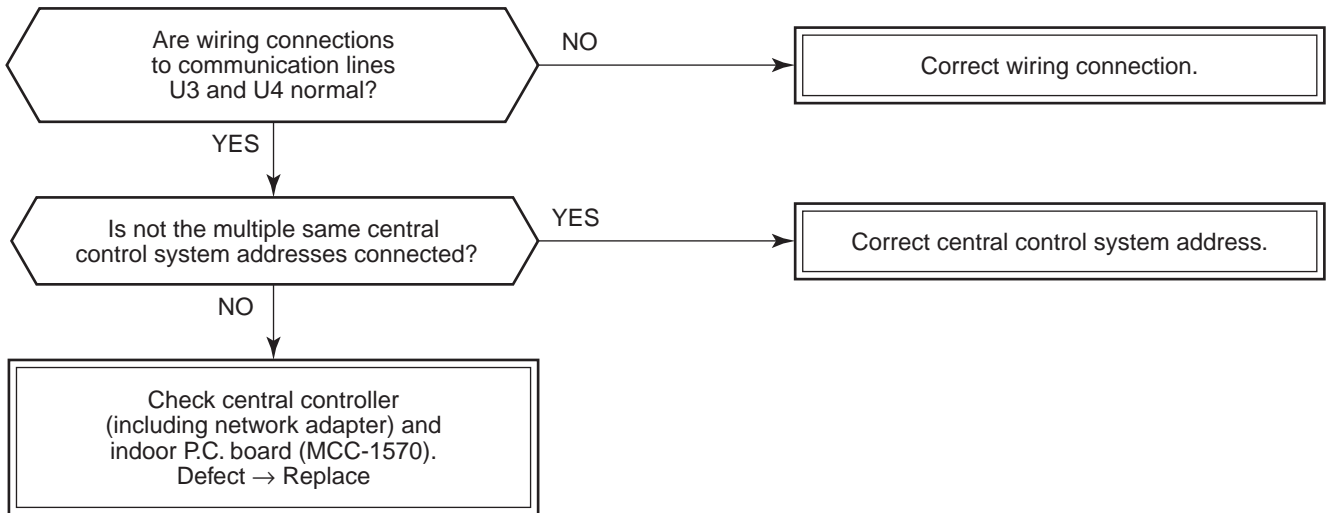 Are wiring connections
to communication lines
U3 and U4 normal?
NO
Correct wiring connection.
YES
Is not the multiple same central
control system addresses connected?
YES
Correct central control system address.
NO
Check central controller
(including network adapter) and
indoor P.C. board (MCC-1570).
Defect → Replace